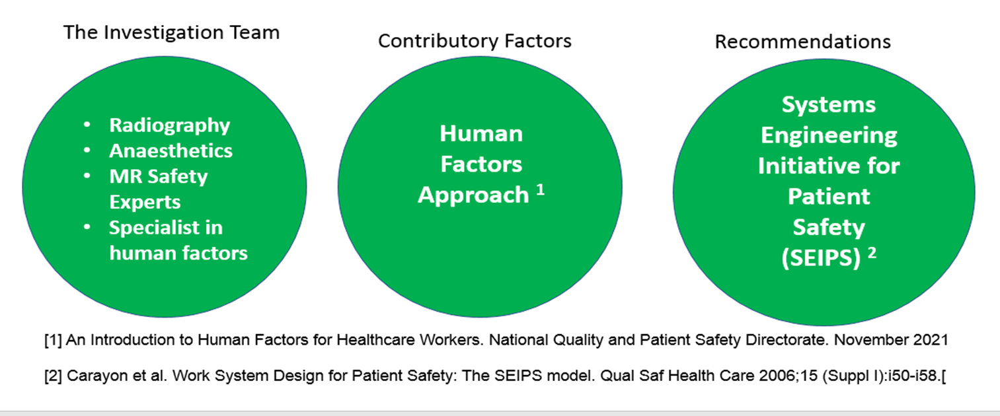 The Investigation Team
• Radiography
• Anaesthetics
• MR Safety
Experts
• Specialist in
human factors
Contributory Factors
Human
Factors
Approach 1
Recommendations
Systems
Engineering
Initiative for
Patient
Safety
(SEIPS) 2
[1] An Introduction to Human Factors for Healthcare Workers. National Quality and Patient Safety Directorate. November 2021
[2] Carayon et al. Work System Design for Patient Safety: The SEIPS model. Qual Saf Health Care 2006;15 (Suppl I):i50-i58.[